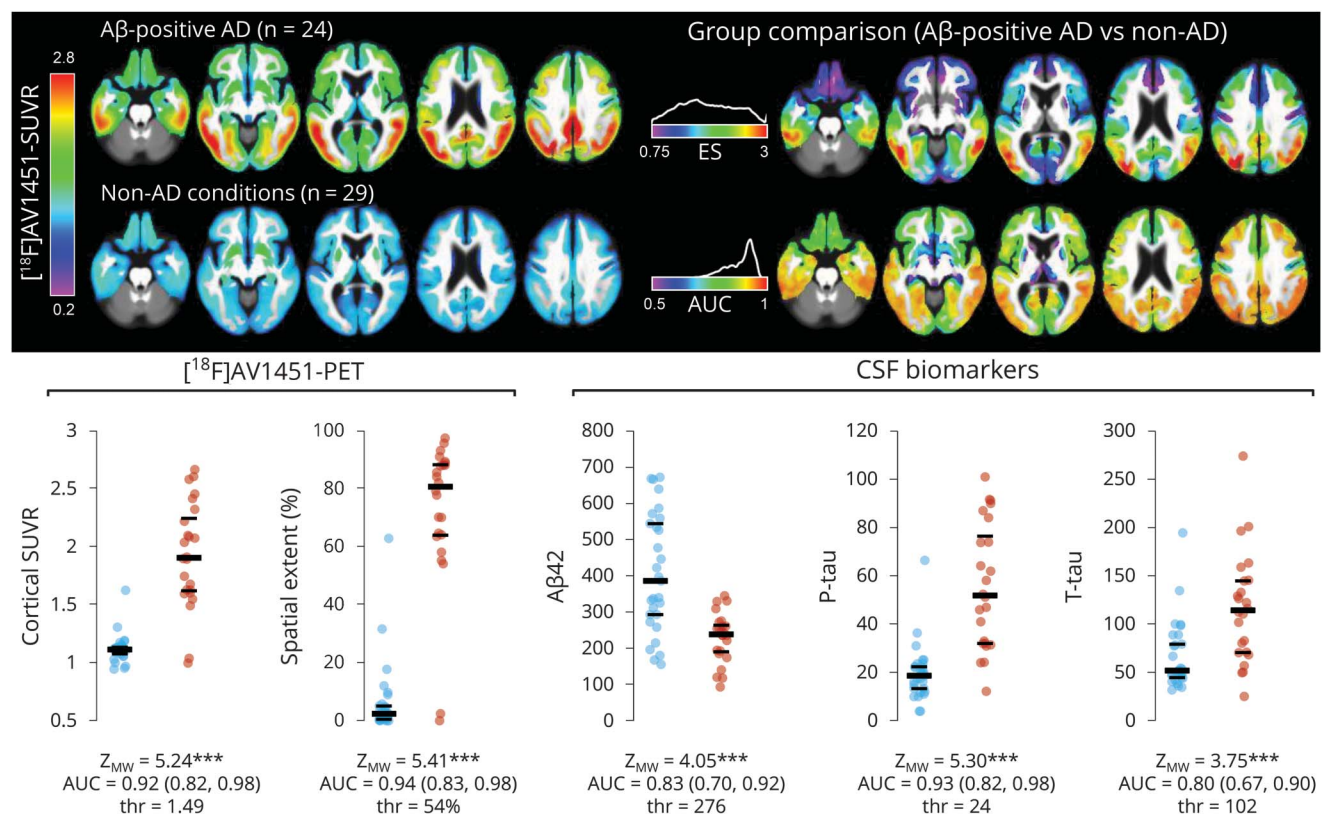 Aβ-positive AD (n = 24)
Group comparison (Aβ-positive AD vs non-AD)
2.8
[¹⁸F]AV1451-SUVR
0.2
0.75
3
ES
Non-AD conditions (n = 29)
0.5
1
AUC
[¹⁸F]AV1451-PET
CSF biomarkers
Cortical SUVR
3
2.5
2
1.5
1
0.5
Z_MW = 5.24***
AUC = 0.92 (0.82, 0.98)
thr = 1.49
Spatial extent (%)
100
80
60
40
20
0
Z_MW = 5.41***
AUC = 0.94 (0.83, 0.98)
thr = 54%
Aβ42
800
700
600
500
400
300
200
100
0
Z_MW = 4.05***
AUC = 0.83 (0.70, 0.92)
thr = 276
P-tau
120
100
80
60
40
20
0
Z_MW = 5.30***
AUC = 0.93 (0.82, 0.98)
thr = 24
T-tau
300
250
200
150
100
50
0
Z_MW = 3.75***
AUC = 0.80 (0.67, 0.90)
thr = 102